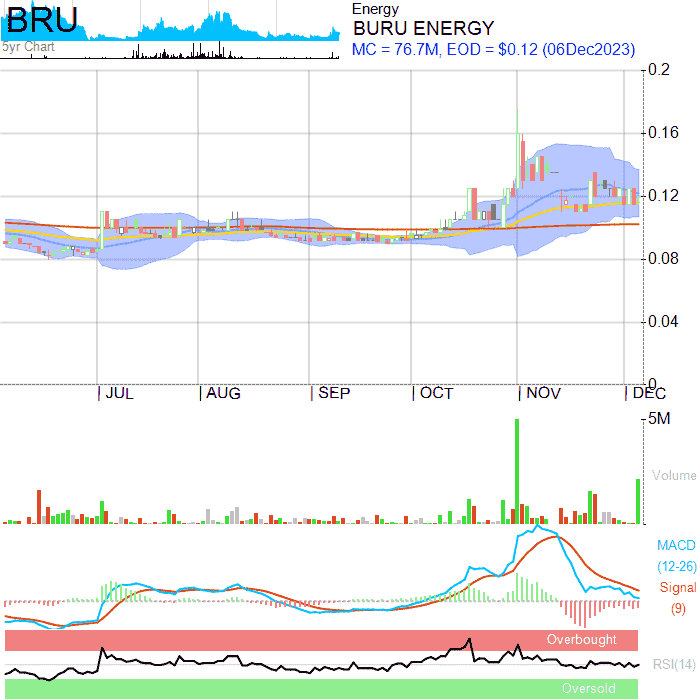 BRU
5yr Chart
Energy
BURU ENERGY
MC = 76.7M, EOD = $0.12 (06Dec2023)
0.2
0.16
0.12
0.08
0.04
0
JUL AUG SEP OCT NOV DEC
5M
Volume
MACD
(12-26)
Signal
(9)
Overbought
RSI(14)
Oversold